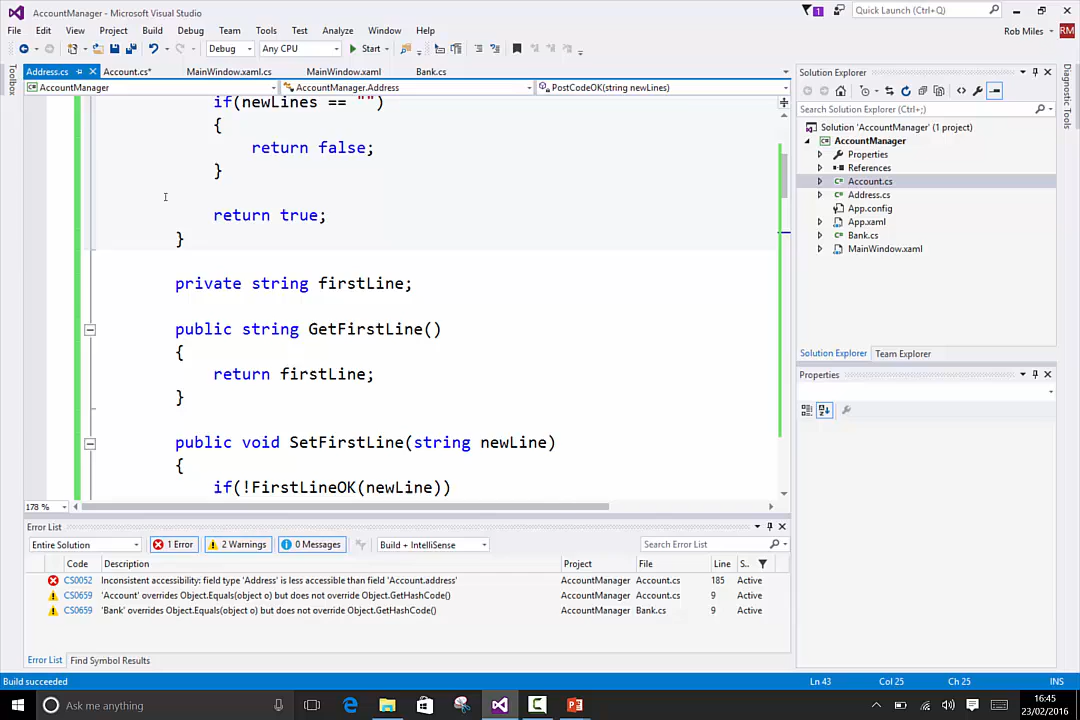 AccountManager - Microsoft Visual Studio
1
Quick Launch (Ctrl+Q)
File Edit View Project Build Debug Team Tools Test Analyze Window Help
Rob Miles RM
Debug Any CPU Start
Toolbox
Address.cs Account.cs* MainWindow.xaml.cs MainWindow.xaml Bank.cs
AccountManager AccountManager.Address PostCodeOK(string newLines)
if(newLines == "")
{
return false;
}
return true;
}
private string firstLine;
public string GetFirstLine()
{
return firstLine;
}
public void SetFirstLine(string newLine)
{
if(!FirstLineOK(newLine))
178 %
Solution Explorer
Search Solution Explorer (Ctrl+;)
Solution 'AccountManager' (1 project)
AccountManager
Properties
References
Account.cs
Address.cs
App.config
App.xaml
Bank.cs
MainWindow.xaml
Solution Explorer Team Explorer
Properties
Diagnostic Tools
Error List
Entire Solution 1 Error 2 Warnings 0 Messages Build + IntelliSense Search Error List
Code Description Project File Line S..
CS0052 Inconsistent accessibility: field type 'Address' is less accessible than field 'Account.address' AccountManager Account.cs 185 Active
CS0659 'Account' overrides Object.Equals(object o) but does not override Object.GetHashCode() AccountManager Account.cs 9 Active
CS0659 'Bank' overrides Object.Equals(object o) but does not override Object.GetHashCode() AccountManager Bank.cs 9 Active
Error List Find Symbol Results
Build succeeded Ln 43 Col 25 Ch 25 INS
Ask me anything
16:45
23/02/2016